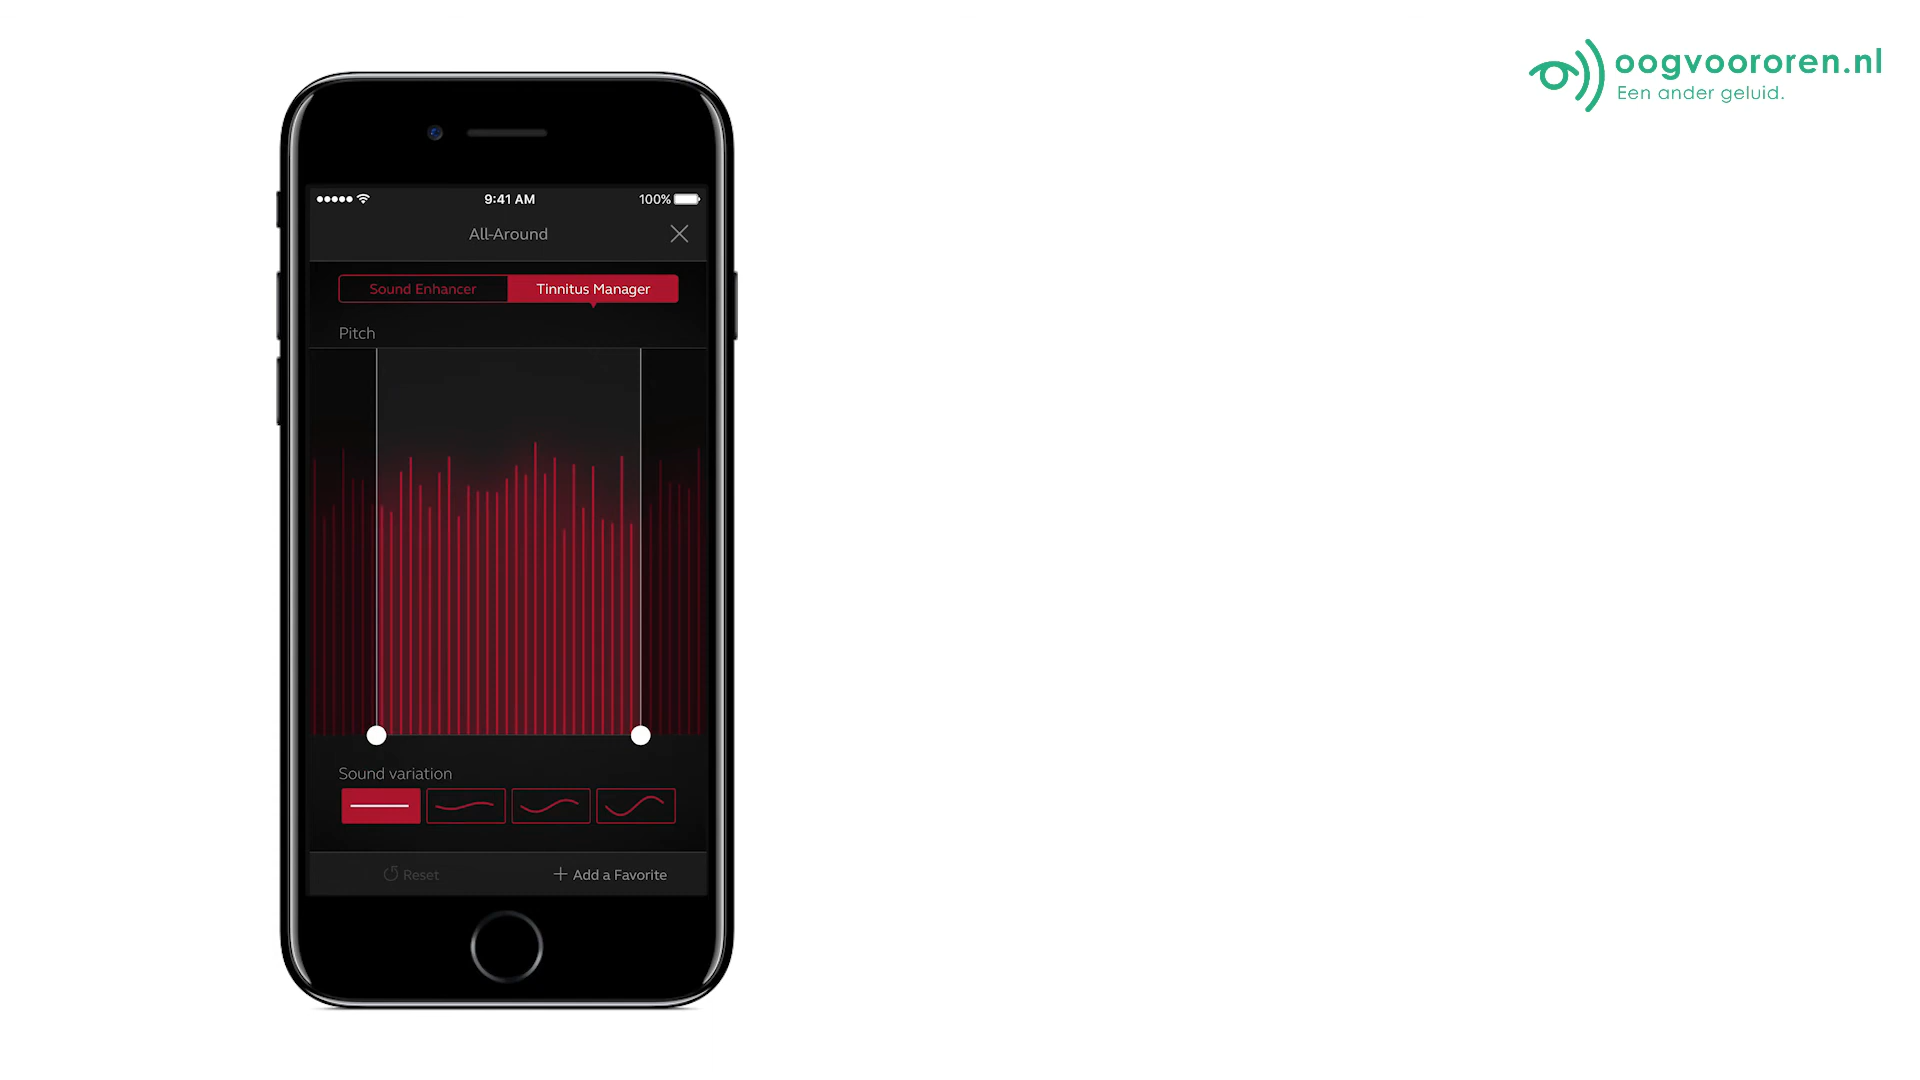 oogvoororen.nl
Een ander geluid.
9:41 AM
100%
All-Around
Sound Enhancer
Tinnitus Manager
Pitch
Sound variation
Reset
Add a Favorite